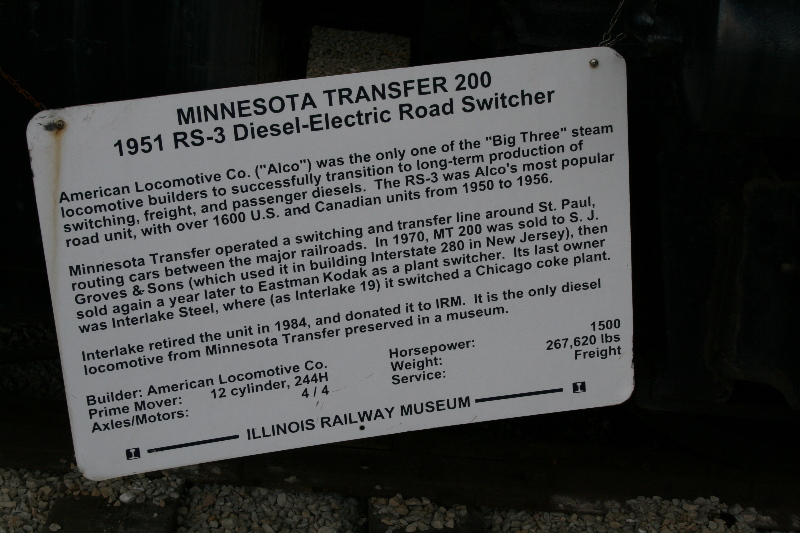 MINNESOTA TRANSFER 200
1951 RS-3 Diesel-Electric Road Switcher
American Locomotive Co. ("Alco") was the only one of the "Big Three" steam
locomotive builders to successfully transition to long-term production of
switching, freight, and passenger diesels. The RS-3 was Alco's most popular
road unit, with over 1600 U.S. and Canadian units from 1950 to 1956.
Minnesota Transfer operated a switching and transfer line around St. Paul,
routing cars between the major railroads. In 1970, MT 200 was sold to S. J.
Groves & Sons (which used it in building Interstate 280 in New Jersey), then
sold again a year later to Eastman Kodak as a plant switcher. Its last owner
was Interlake Steel, where (as Interlake 19) it switched a Chicago coke plant.
Interlake retired the unit in 1984, and donated it to IRM. It is the only diesel
locomotive from Minnesota Transfer preserved in a museum.
Builder: American Locomotive Co. Horsepower: 1500
Prime Mover: 12 cylinder, 244H Weight: 267,620 lbs
Axles/Motors: 4 / 4 Service: Freight
I ILLINOIS RAILWAY MUSEUM I